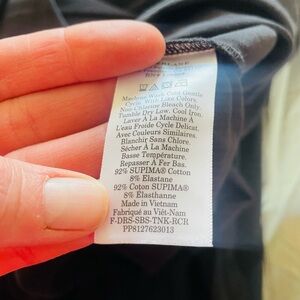 Machine Wash Cold Gentle
Cycle With Like Colors.
Non-Chlorine Bleach Only.
Tumble Dry Low. Cool Iron.
Laver À La Machine À
L'eau Froide Cycle Délicat.
Avec Couleurs Similaires.
Blanchir Sans Chlore.
Sécher À La Machine
Basse Température.
Repasser À Fer Bas.
92% SUPIMA® Cotton
8% Elastane
92% Coton SUPIMA®
8% Élasthanne
Made in Vietnam
Fabriqué au Viêt-Nam
F-DRS-SBS-TNK-RCR
PP8127623013